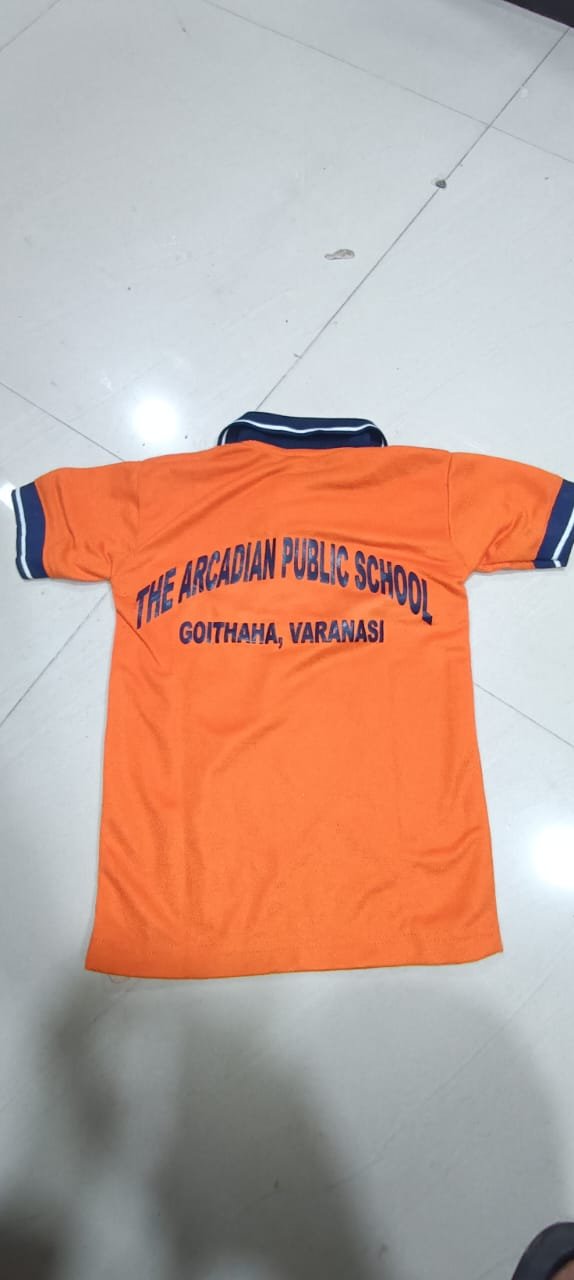 THE ARCADIAN PUBLIC SCHOOL
GOITHAHA, VARANASI